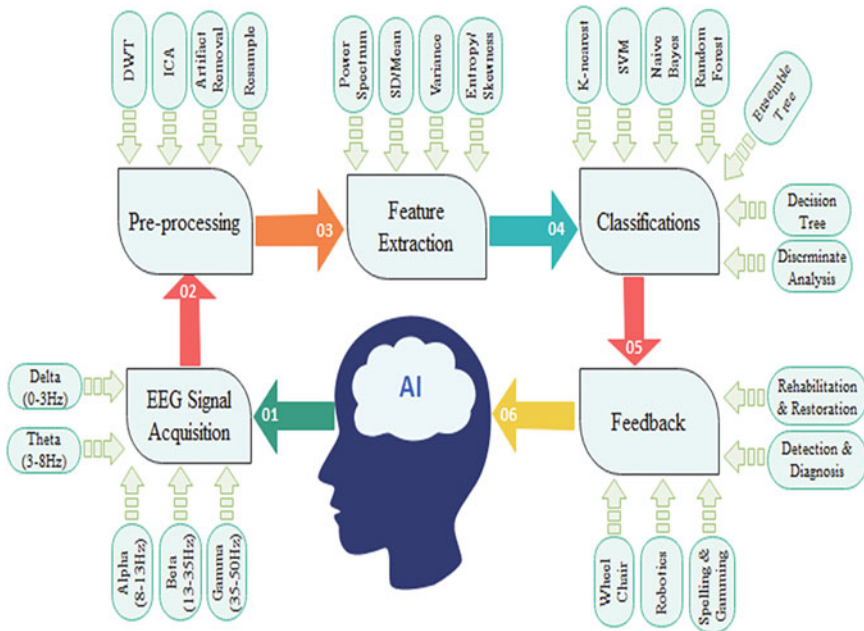 DWT
ICA
Artifact
Removal
Resample
Power
Spectrum
SD/Mean
Variance
Entropy/
Skewness
K-nearest
SVM
Naive
Bayes
Random
Forest
Ensemble
Tree
Pre-processing
03
Feature
Extraction
04
Classifications
Decision
Tree
Discrminate
Analysis
02
05
Delta
(0-3Hz)
Theta
(3-8Hz)
EEG Signal
Acquisition
01
AI
06
Feedback
Rehabilitation
& Restoration
Detection &
Diagnosis
Alpha
(8-13Hz)
Beta
(13-35Hz)
Gamma
(35-50Hz)
Wheel
Chair
Robotics
Spelling &
Gamming